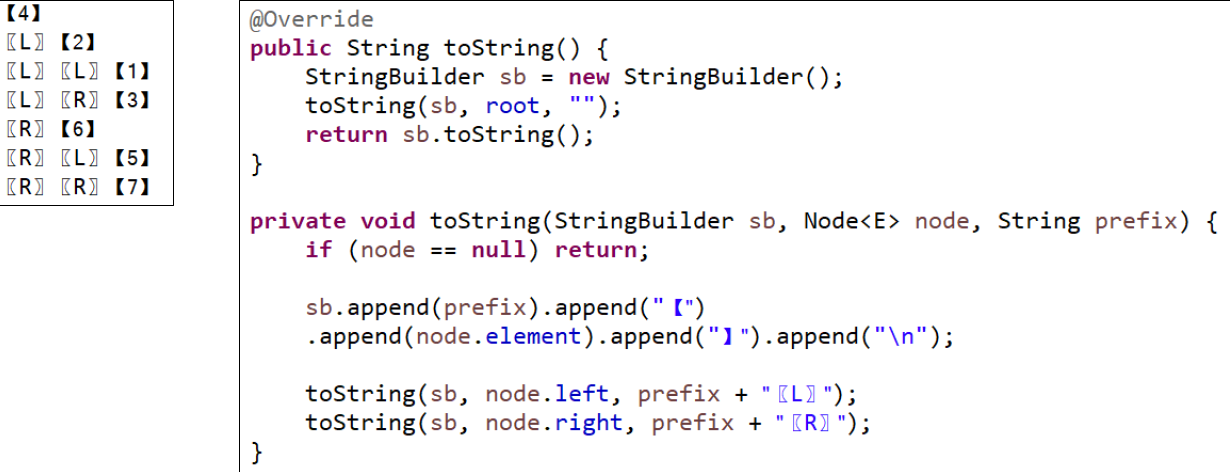 【4】
〖L〗【2】
〖L〗〖L〗【1】
〖L〗〖R〗【3】
〖R〗【6】
〖R〗〖L〗【5】
〖R〗〖R〗【7】
@Override
public String toString() {
    StringBuilder sb = new StringBuilder();
    toString(sb, root, "");
    return sb.toString();
}
private void toString(StringBuilder sb, Node<E> node, String prefix) {
    if (node == null) return;
    sb.append(prefix).append("【")
    .append(node.element).append("】").append("\n");
    toString(sb, node.left, prefix + "〖L〗");
    toString(sb, node.right, prefix + "〖R〗");
}